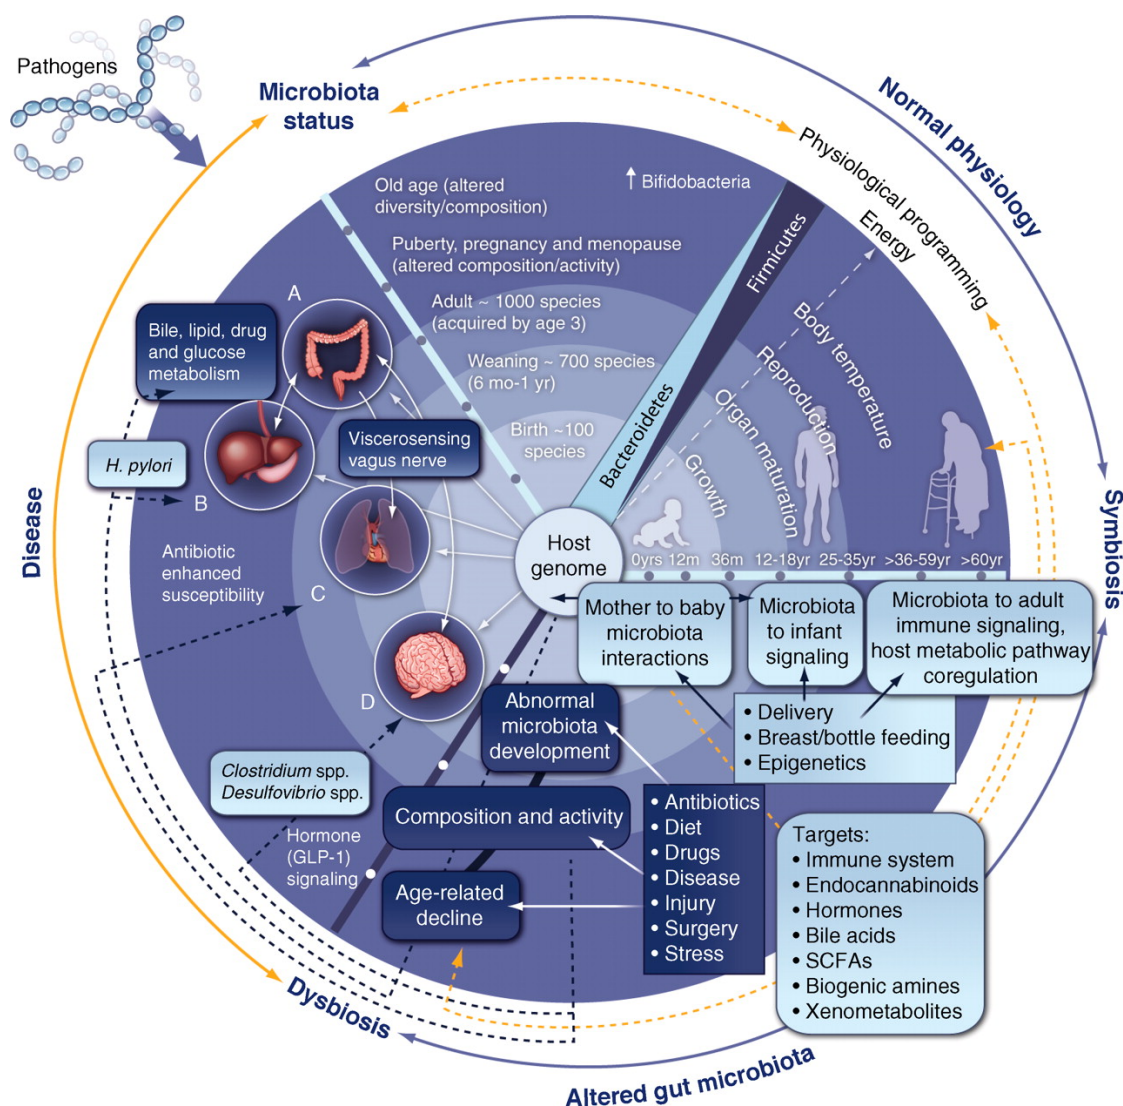 Pathogens
Microbiota
status
Normal physiology
Physiological programming
Energy
Body temperature
Reproduction
Organ maturation
Growth
Old age (altered
diversity/composition)
↑ Bifidobacteria
Puberty, pregnancy and menopause
(altered composition/activity)
Adult ~ 1000 species
(acquired by age 3)
Weaning ~ 700 species
(6 mo-1 yr)
Birth ~100
species
Bacteroidetes
Firmicutes
A
Bile, lipid, drug
and glucose
metabolism
Viscerosensing
vagus nerve
H. pylori
B
Disease
Antibiotic
enhanced
susceptibility
C
D
Host
genome
0yrs 12m 36m 12-18yr 25-35yr >36-59yr >60yr
Symbiosis
Mother to baby
microbiota
interactions
Microbiota
to infant
signaling
Microbiota to adult
immune signaling,
host metabolic pathway
coregulation
• Delivery
• Breast/bottle feeding
• Epigenetics
Abnormal
microbiota
development
Clostridium spp.
Desulfovibrio spp.
Composition and activity
Hormone
(GLP-1)
signaling
Age-related
decline
• Antibiotics
• Diet
• Drugs
• Disease
• Injury
• Surgery
• Stress
Targets:
• Immune system
• Endocannabinoids
• Hormones
• Bile acids
• SCFAs
• Biogenic amines
• Xenometabolites
Dysbiosis
Altered gut microbiota